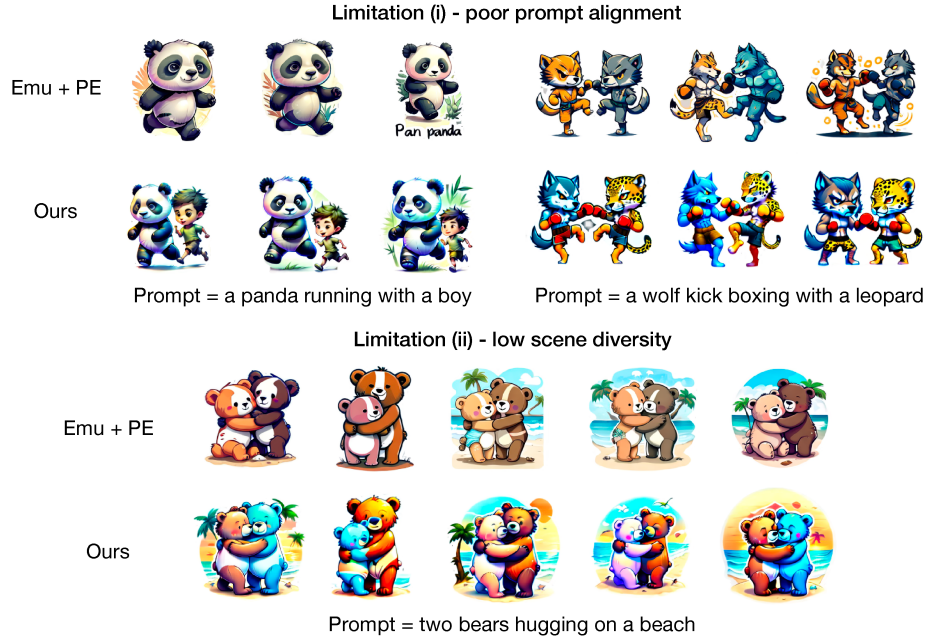 Limitation (i) - poor prompt alignment
Emu + PE
Pan panda
Ours
Prompt = a panda running with a boy
Prompt = a wolf kick boxing with a leopard
Limitation (ii) - low scene diversity
Emu + PE
Ours
Prompt = two bears hugging on a beach